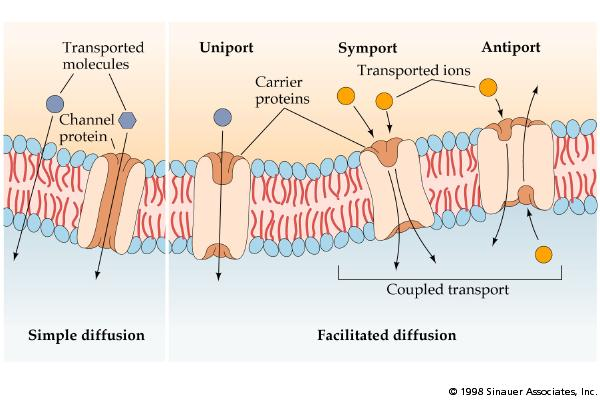 Transported
molecules
Channel
protein
Uniport
Symport
Antiport
Carrier
proteins
Transported ions
Coupled transport
Simple diffusion
Facilitated diffusion
© 1998 Sinauer Associates, Inc.